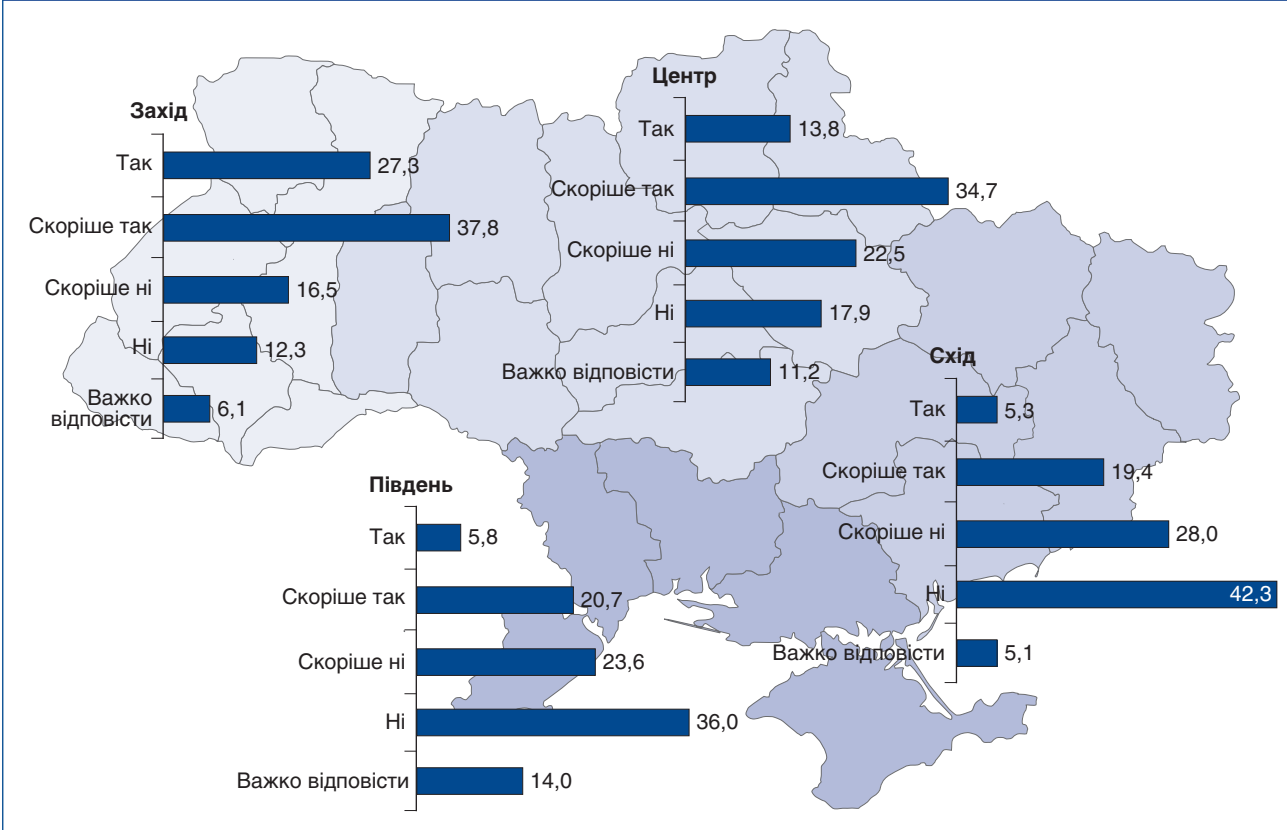 Захід
Так 27,3
Скоріше так 37,8
Скоріше ні 16,5
Ні 12,3
Важко
відповісти 6,1
Центр
Так 13,8
Скоріше так 34,7
Скоріше ні 22,5
Ні 17,9
Важко відповісти 11,2
Схід
Так 5,3
Скоріше так 19,4
Скоріше ні 28,0
Ні 42,3
Важко відповісти 5,1
Південь
Так 5,8
Скоріше так 20,7
Скоріше ні 23,6
Ні 36,0
Важко відповісти 14,0